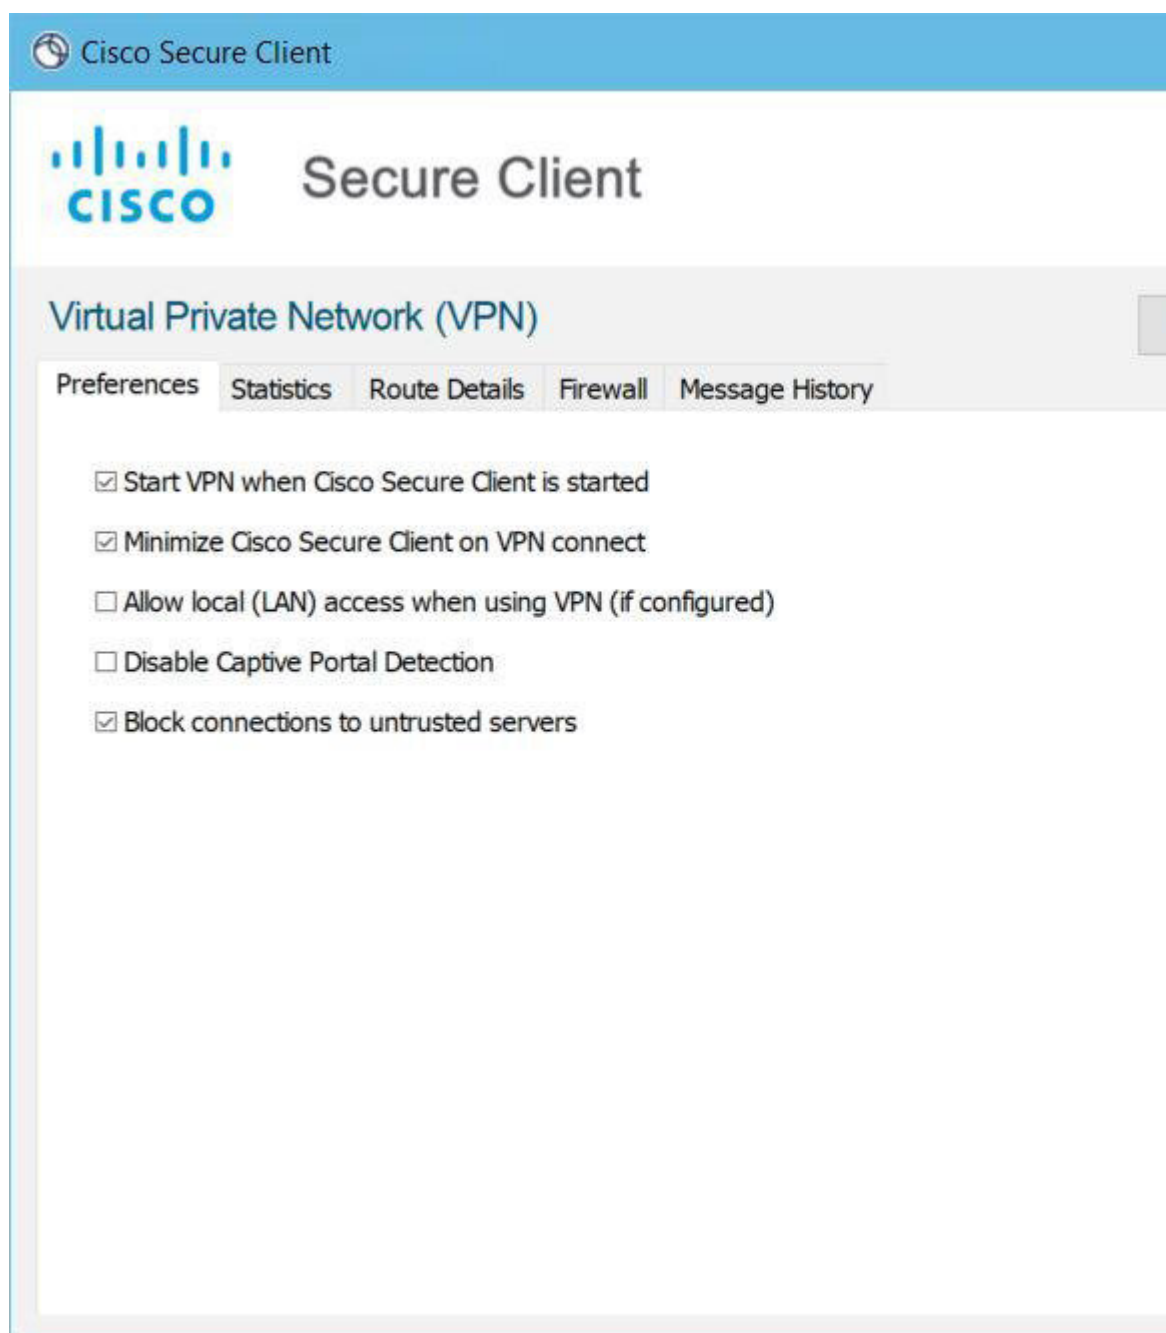 Cisco Secure Client
CISCO
Secure Client
Virtual Private Network (VPN)
Preferences
Statistics
Route Details
Firewall
Message History
Start VPN when Cisco Secure Client is started
Minimize Cisco Secure Client on VPN connect
Allow local (LAN) access when using VPN (if configured)
Disable Captive Portal Detection
Block connections to untrusted servers